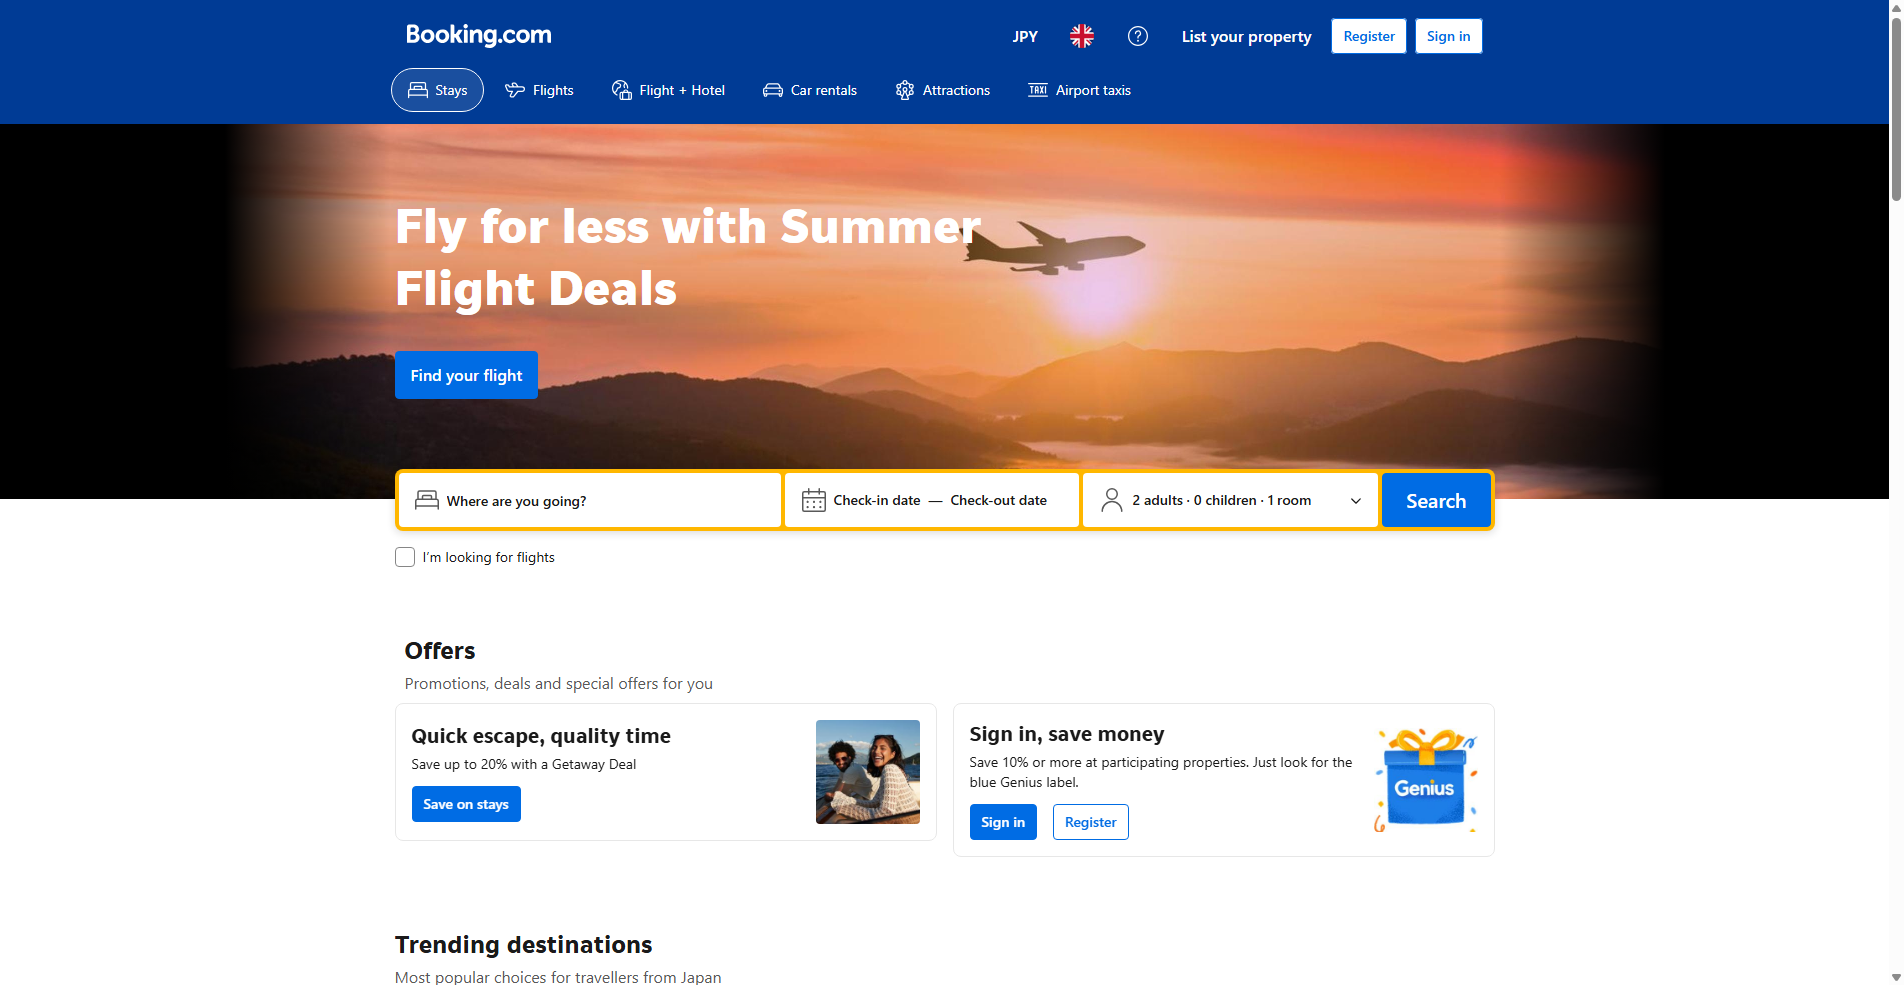 Booking.com
JPY
List your property
Register
Sign in
Stays
Flights
Flight + Hotel
Car rentals
Attractions
TAXI
Airport taxis
Fly for less with Summer
Flight Deals
Find your flight
Where are you going?
Check-in date — Check-out date
2 adults · 0 children · 1 room
Search
I'm looking for flights
Offers
Promotions, deals and special offers for you
Quick escape, quality time
Save up to 20% with a Getaway Deal
Save on stays
Sign in, save money
Save 10% or more at participating properties. Just look for the
blue Genius label.
Sign in
Register
Genius
Trending destinations
Most popular choices for travellers from Japan